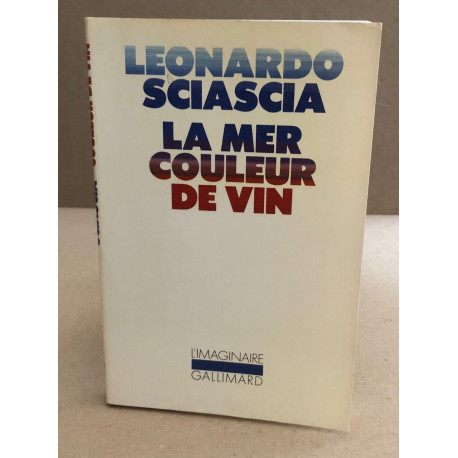 LEONARDO
SCIASCIA
LA MER
COULEUR
DE VIN
L'IMAGINAIRE
GALLIMARD